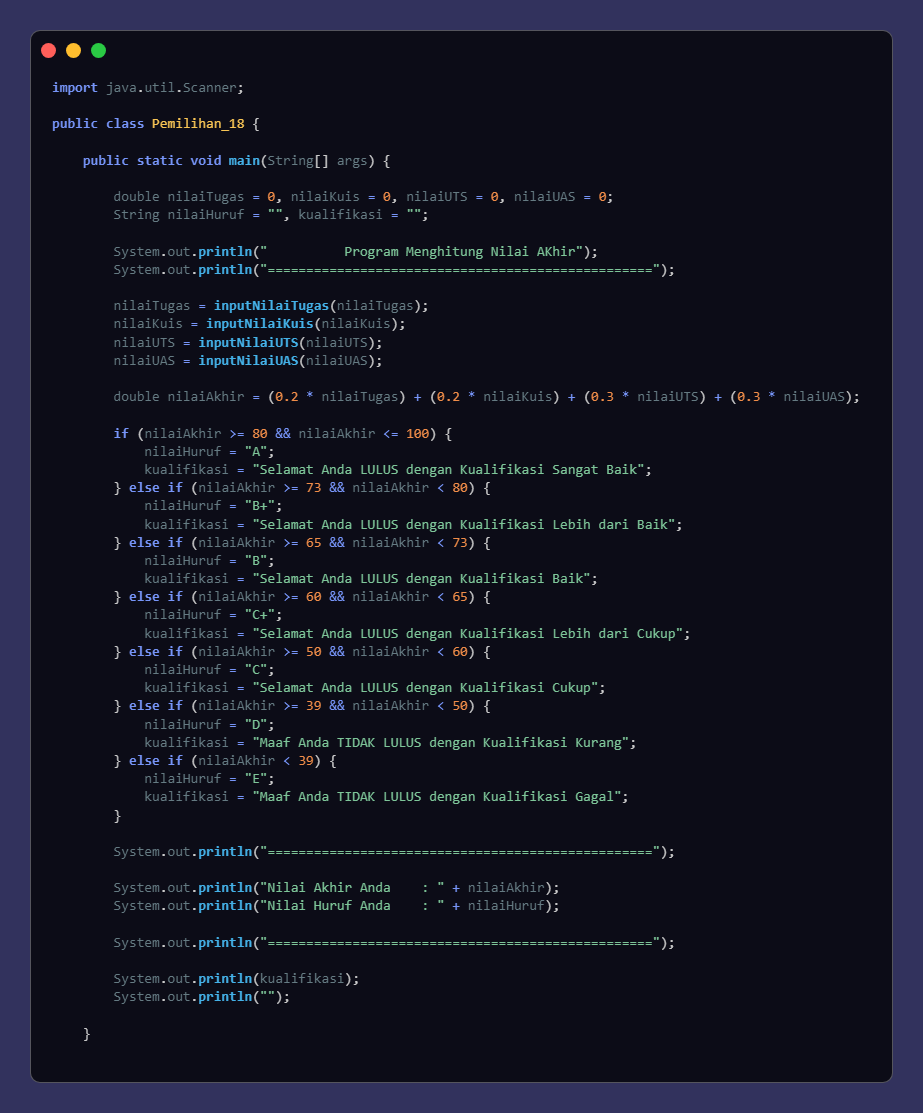 import java.util.Scanner;
public class Pemilihan_18 {
public static void main(String[] args) {
double nilaiTugas = 0, nilaiKuis = 0, nilaiUTS = 0, nilaiUAS = 0;
String nilaiHuruf = "", kualifikasi = "";
System.out.println("          Program Menghitung Nilai AKhir");
System.out.println("==================================================");
nilaiTugas = inputNilaiTugas(nilaiTugas);
nilaiKuis = inputNilaiKuis(nilaiKuis);
nilaiUTS = inputNilaiUTS(nilaiUTS);
nilaiUAS = inputNilaiUAS(nilaiUAS);
double nilaiAkhir = (0.2 * nilaiTugas) + (0.2 * nilaiKuis) + (0.3 * nilaiUTS) + (0.3 * nilaiUAS);
if (nilaiAkhir >= 80 && nilaiAkhir <= 100) {
nilaiHuruf = "A";
kualifikasi = "Selamat Anda LULUS dengan Kualifikasi Sangat Baik";
} else if (nilaiAkhir >= 73 && nilaiAkhir < 80) {
nilaiHuruf = "B+";
kualifikasi = "Selamat Anda LULUS dengan Kualifikasi Lebih dari Baik";
} else if (nilaiAkhir >= 65 && nilaiAkhir < 73) {
nilaiHuruf = "B";
kualifikasi = "Selamat Anda LULUS dengan Kualifikasi Baik";
} else if (nilaiAkhir >= 60 && nilaiAkhir < 65) {
nilaiHuruf = "C+";
kualifikasi = "Selamat Anda LULUS dengan Kualifikasi Lebih dari Cukup";
} else if (nilaiAkhir >= 50 && nilaiAkhir < 60) {
nilaiHuruf = "C";
kualifikasi = "Selamat Anda LULUS dengan Kualifikasi Cukup";
} else if (nilaiAkhir >= 39 && nilaiAkhir < 50) {
nilaiHuruf = "D";
kualifikasi = "Maaf Anda TIDAK LULUS dengan Kualifikasi Kurang";
} else if (nilaiAkhir < 39) {
nilaiHuruf = "E";
kualifikasi = "Maaf Anda TIDAK LULUS dengan Kualifikasi Gagal";
}
System.out.println("==================================================");
System.out.println("Nilai Akhir Anda    : " + nilaiAkhir);
System.out.println("Nilai Huruf Anda    : " + nilaiHuruf);
System.out.println("==================================================");
System.out.println(kualifikasi);
System.out.println("");
}